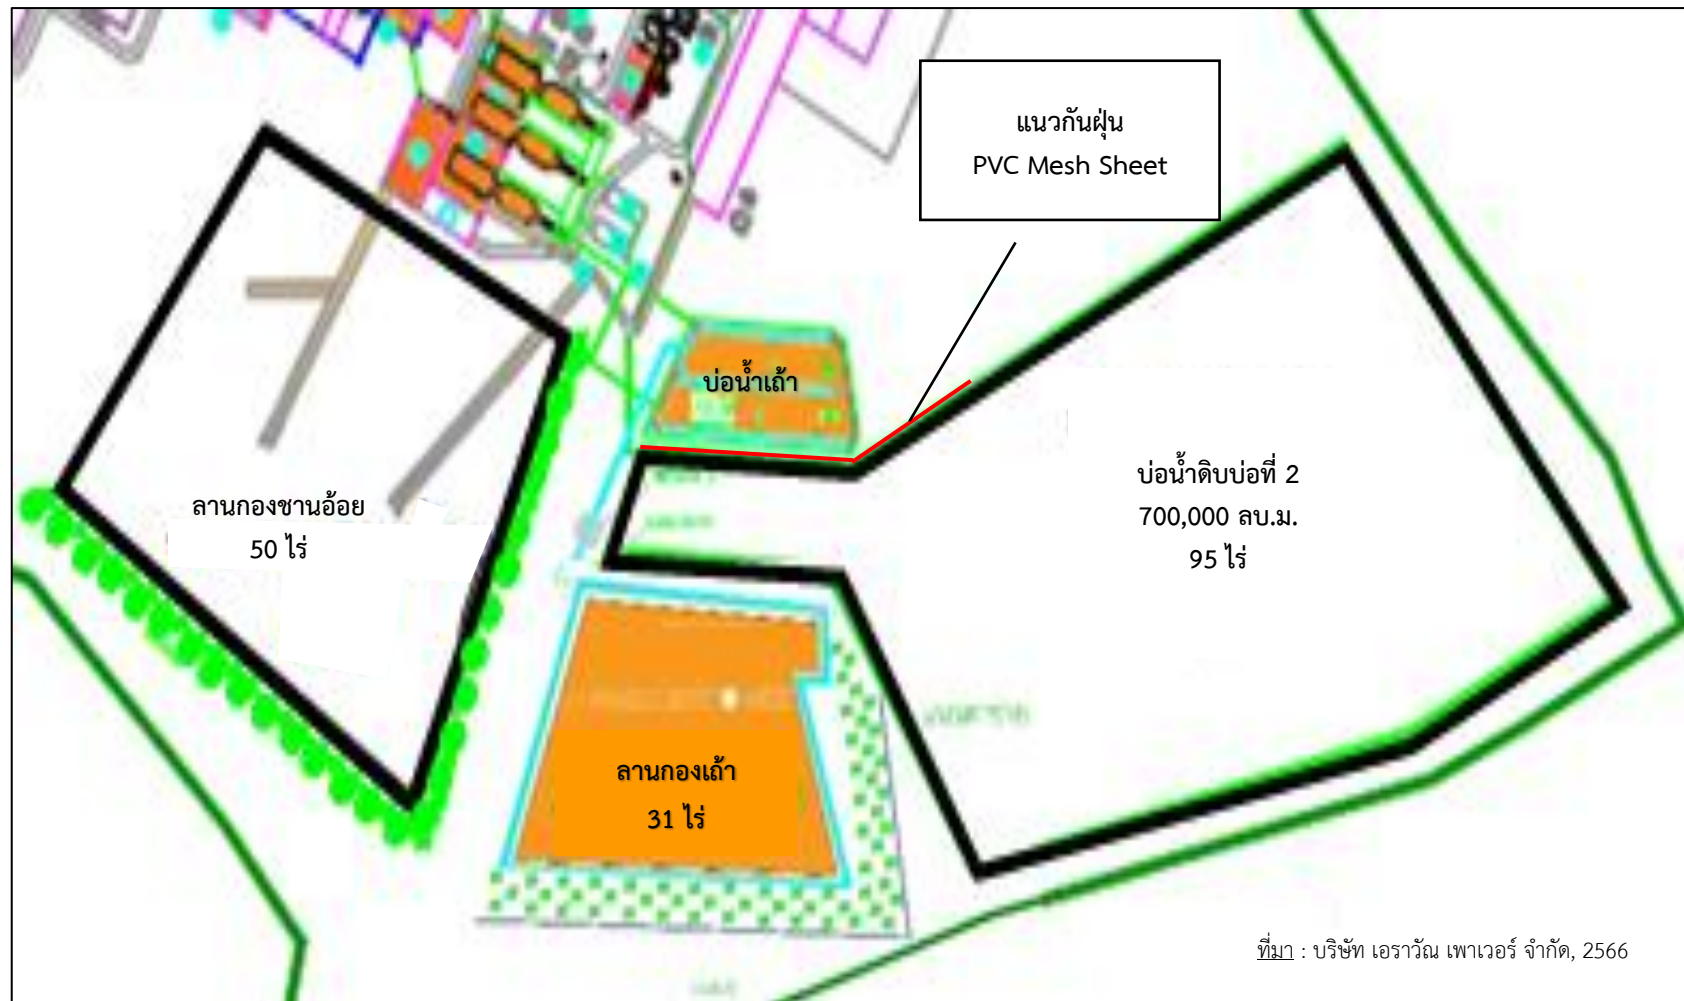 แนวกันฝุ่น
PVC Mesh Sheet
บ่อน้ำเถ้า
บ่อน้ำดิบบ่อที่ 2
700,000 ลบ.ม.
95 ไร่
ลานกองชานอ้อย
50 ไร่
ลานกองเถ้า
31 ไร่
ที่มา : บริษัท เอราวัณ เพาเวอร์ จำกัด, 2566